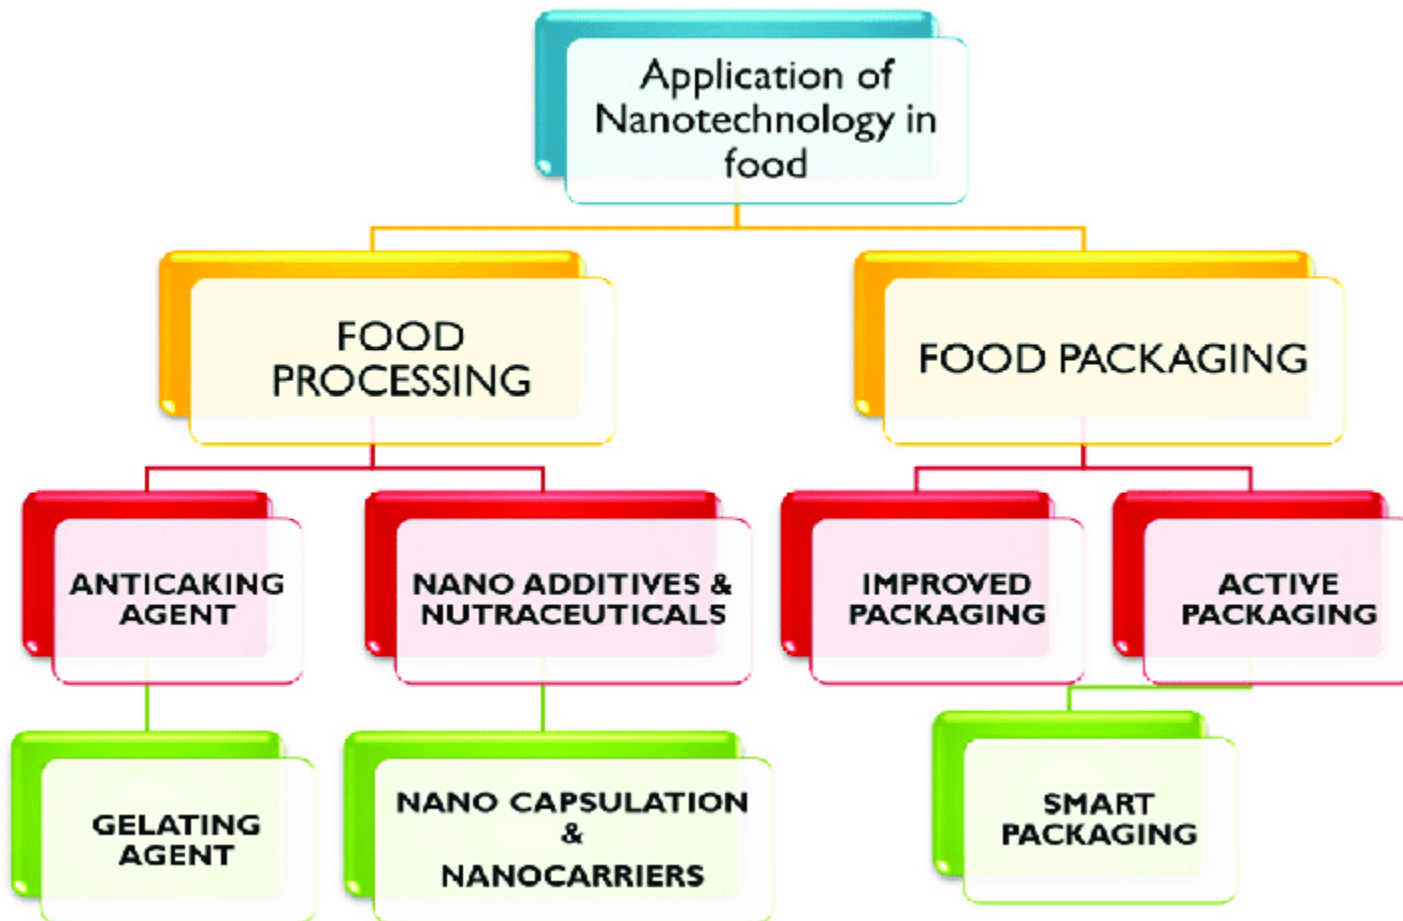 Application of
Nanotechnology in
food
FOOD
PROCESSING
FOOD PACKAGING
ANTICAKING
AGENT
NANO ADDITIVES &
NUTRACEUTICALS
IMPROVED
PACKAGING
ACTIVE
PACKAGING
GELATING
AGENT
NANO CAPSULATION
&
NANOCARRIERS
SMART
PACKAGING